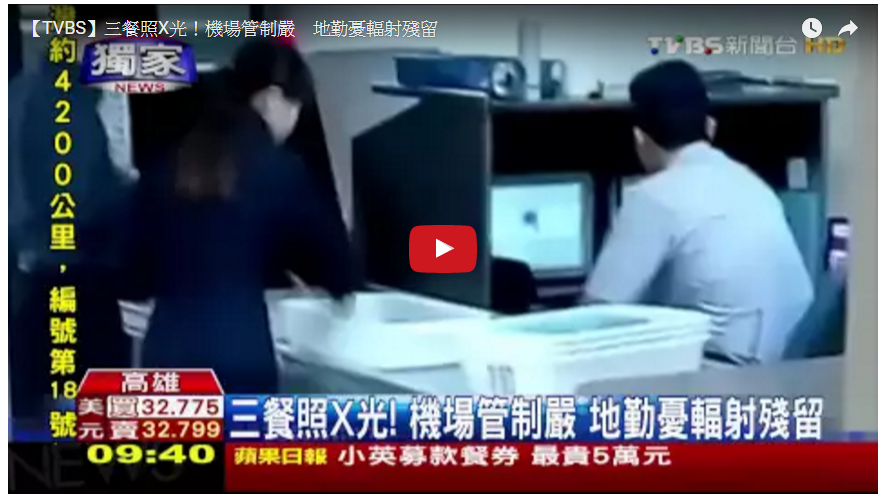 【TVBS】三餐照X光！機場管制嚴　地勤憂輻射殘留
TVBS新聞台 HD
獨家
NEWS
約4200公里，編號第18號
高雄
美元
買 32.775
賣 32.799
三餐照X光! 機場管制嚴 地勤憂輻射殘留
09:40
蘋果日報 小英募款餐券 最貴5萬元